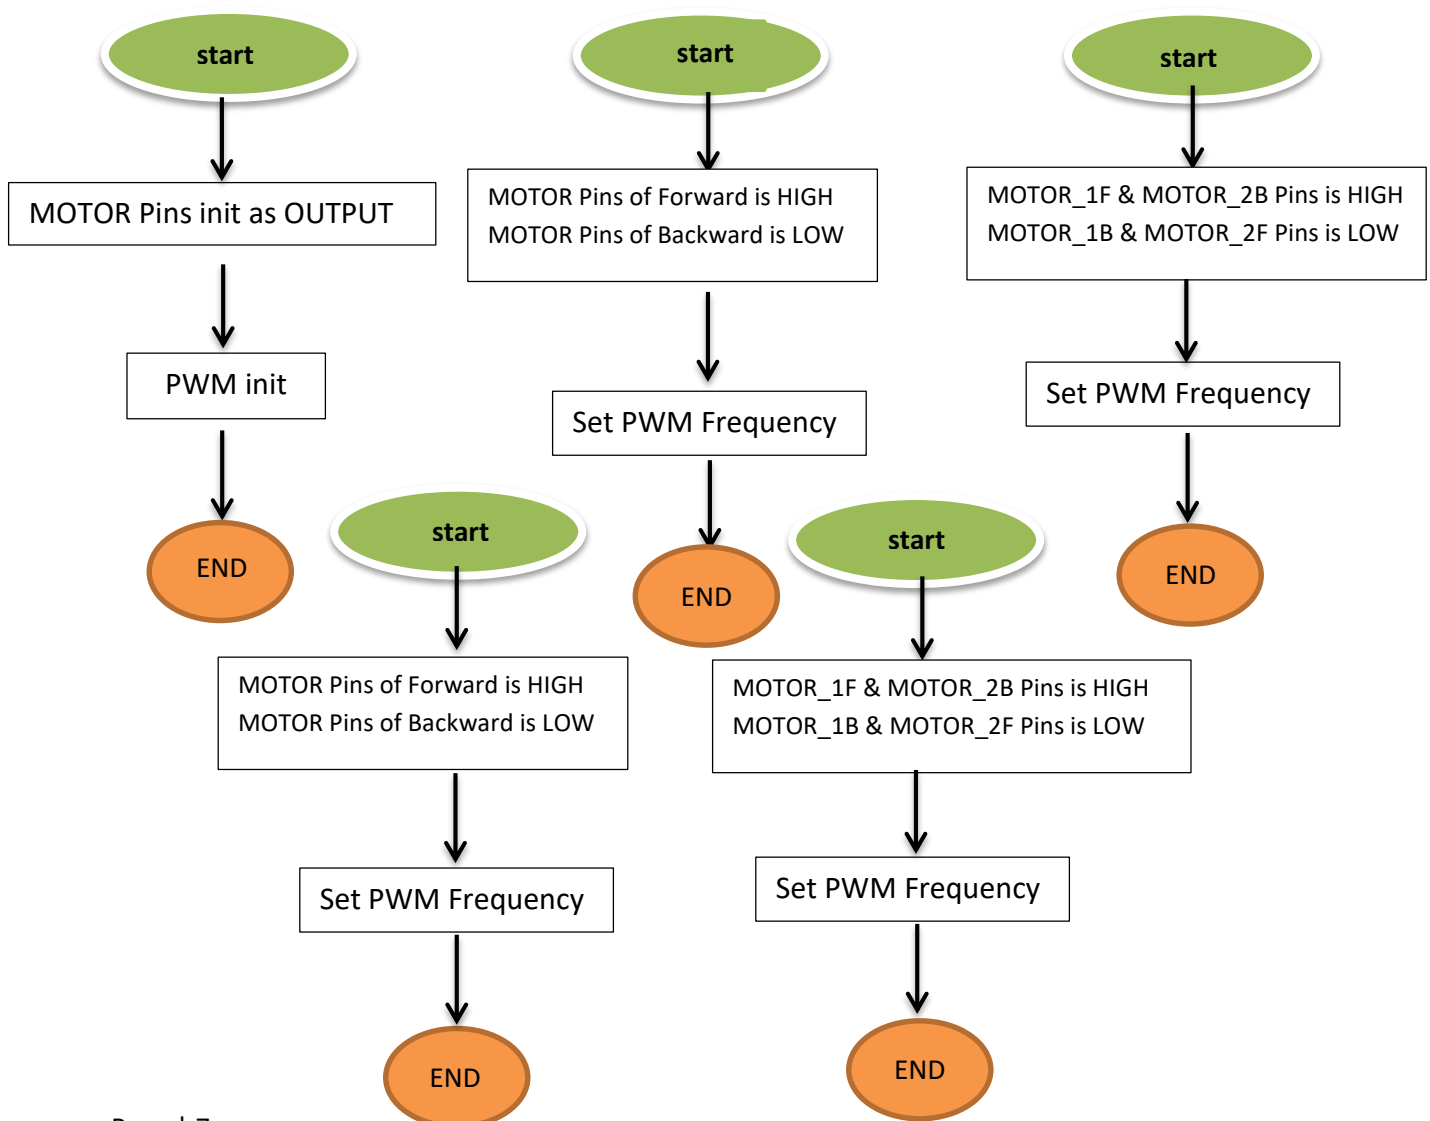 start
MOTOR Pins init as OUTPUT
PWM init
END
start
MOTOR Pins of Forward is HIGH
MOTOR Pins of Backward is LOW
Set PWM Frequency
END
start
MOTOR_1F & MOTOR_2B Pins is HIGH
MOTOR_1B & MOTOR_2F Pins is LOW
Set PWM Frequency
END
start
MOTOR Pins of Forward is HIGH
MOTOR Pins of Backward is LOW
Set PWM Frequency
END
start
MOTOR_1F & MOTOR_2B Pins is HIGH
MOTOR_1B & MOTOR_2F Pins is LOW
Set PWM Frequency
END